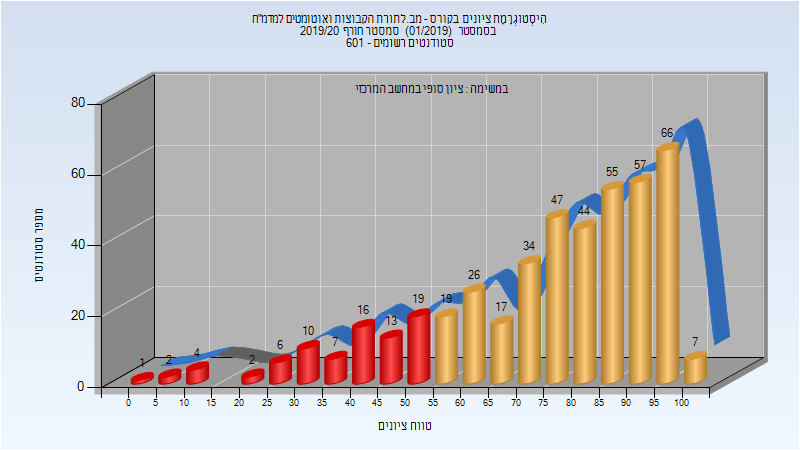 היסטוגרמת ציונים בקורס - מב.לתורת הקבוצות ואוטומטים למדמ"ח
בסמסטר (01/2019) סמסטר חורף 2019/20
סטודנטים רשומים - 601
במשימה : ציון סופי במחשב המרכזי
80
60
40
20
0
מספר סטודנטים
1 2 4 2 6 10 7 16 13 19 19 26 17 34 47 44 55 57 66 7
0 5 10 15 20 25 30 35 40 45 50 55 60 65 70 75 80 85 90 95 100
טווח ציונים